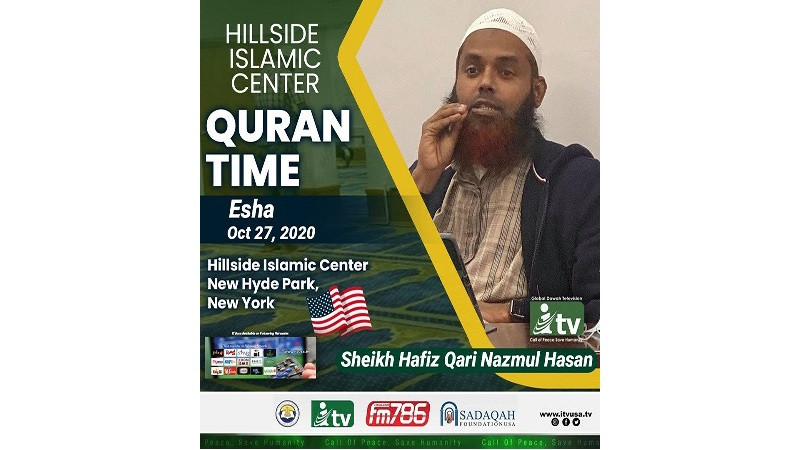 HILLSIDE
ISLAMIC
CENTER
QURAN
TIME
Esha
Oct 27, 2020
Hillside Islamic Center
New Hyde Park,
New York
Global Dawah Television
itv
Call of Peace Save Humanity
Sheikh Hafiz Qari Nazmul Hasan
itv
fm786
SADAQAH
FOUNDATIONUSA
www.itvusa.tv
Peace, Save Humanity
Call Of Peace, Save Humanity
Call Of Peace, Save Huma